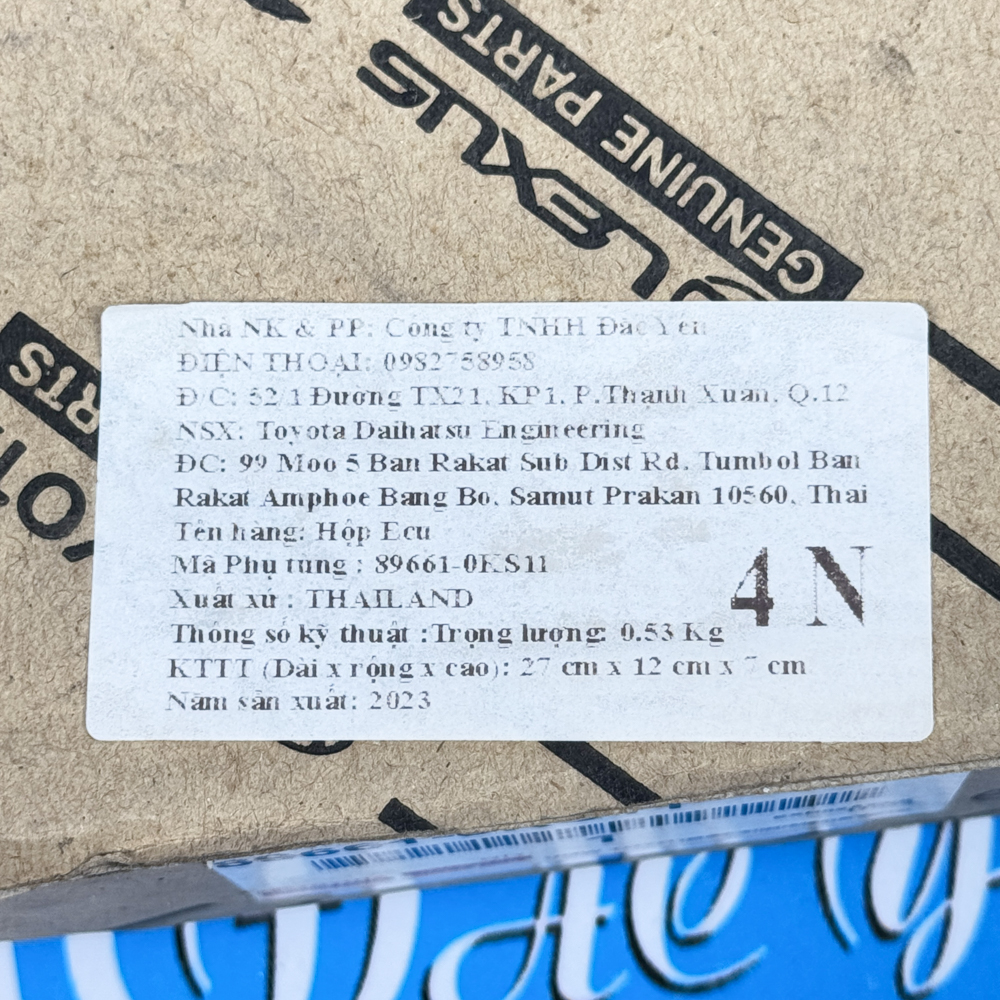 GENUINE PARTS
LEXUS
RTS
Nhà NK & PP: Công ty TNHH Đắc Yến
ĐIỆN THOẠI: 0982758958
Đ/C: 52/1 Đường TX21, KP1, P.Thạnh Xuân, Q.12
NSX: Toyota Daihatsu Engineering
ĐC: 99 Moo 5 Ban Rakat Sub Dist Rd. Tumbol Ban
Rakat Amphoe Bang Bo, Samut Prakan 10560, Thai
Tên hàng: Hộp Ecu
Mã Phụ tùng : 89661-0KS11
Xuất xứ : THAILAND
Thông số kỹ thuật :Trọng lượng: 0.53 Kg
KTTT (Dài x rộng x cao): 27 cm x 12 cm x 7 cm
Năm sản xuất: 2023
4 N